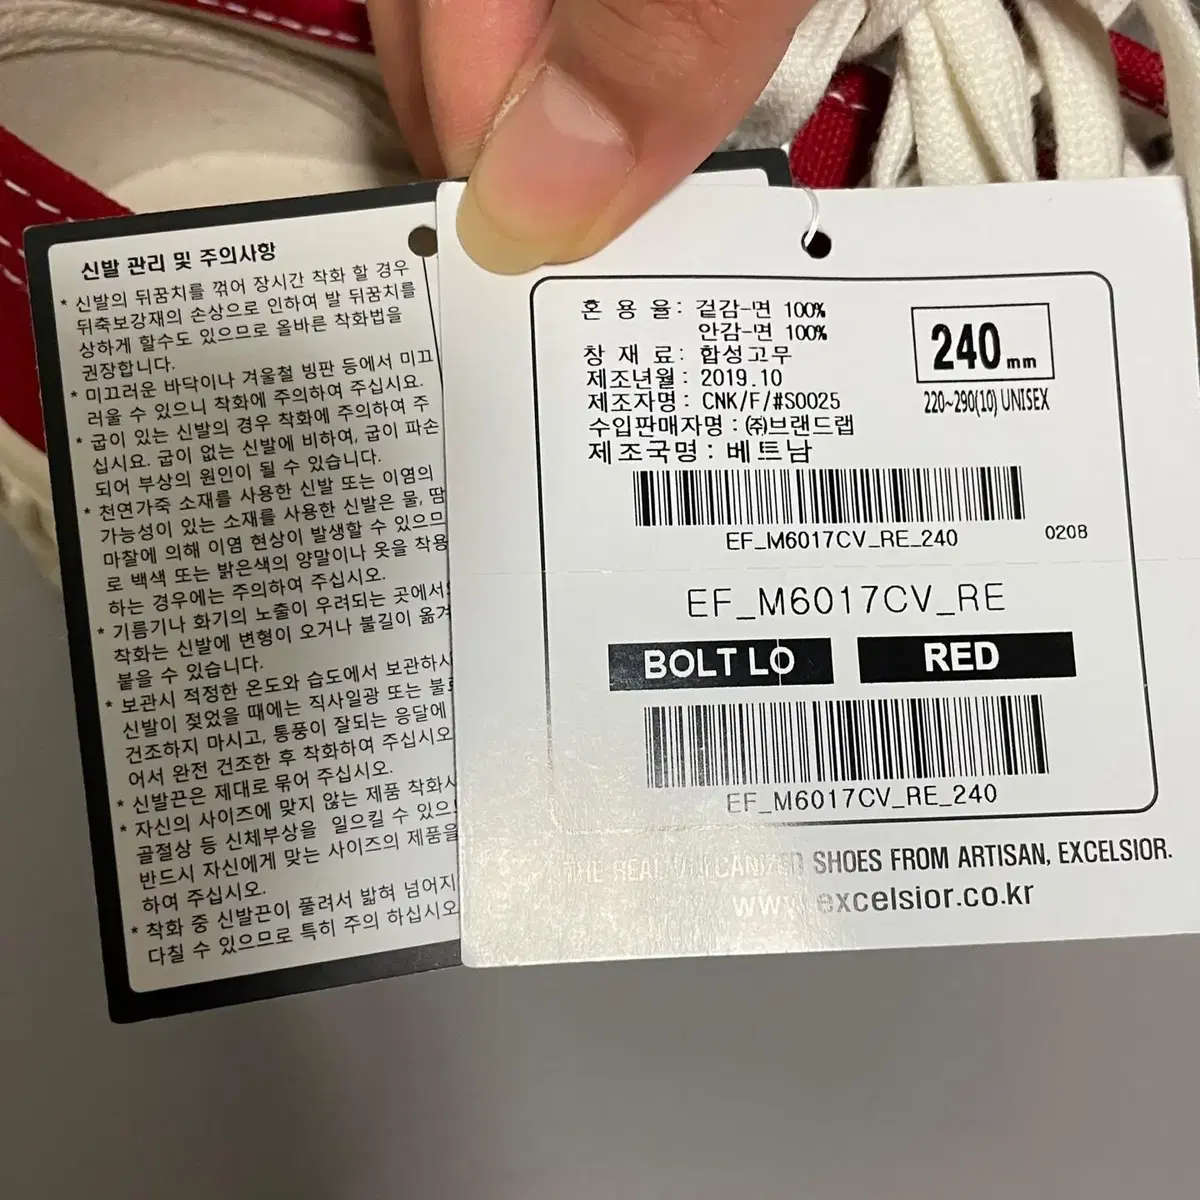 신발 관리 및 주의사항
* 신발의 뒤꿈치를 꺾어 장시간 착화 할 경우
뒤축보강재의 손상으로 인하여 발 뒤꿈치를
상하게 할수도 있으므로 올바른 착화법을
권장합니다.
* 미끄러운 바닥이나 겨울철 빙판 등에서 미끄
러울 수 있으니 착화에 주의하여 주십시요.
* 굽이 있는 신발의 경우 착화에 주의하여 주
십시요. 굽이 없는 신발에 비하여, 굽이 파손
되어 부상의 원인이 될 수 있습니다.
* 천연가죽 소재를 사용한 신발 또는 이염의
가능성이 있는 소재를 사용한 신발은 물, 땀
마찰에 의해 이염 현상이 발생할 수 있으므
로 백색 또는 밝은색의 양말이나 옷을 착용
하는 경우에는 주의하여 주십시오.
* 기름기나 화기의 노출이 우려되는 곳에서
착화는 신발에 변형이 오거나 불길이 옮겨
붙을 수 있습니다.
* 보관시 적정한 온도와 습도에서 보관하시
신발이 젖었을 때에는 직사일광 또는
건조하지 마시고, 통풍이 잘되는 응달에
어서 완전 건조한 후 착화하여 주십시오
* 신발끈은 제대로 묶어 주십시오.
* 자신의 사이즈에 맞지 않는 제품 착화시
골절상 등 신체부상을 일으킬 수 있으
반드시 자신에게 맞는 사이즈의 제품을
하여 주십시오.
* 착화 중 신발끈이 풀려서 밟혀 넘어지
다칠 수 있으므로 특히 주의 하십시오
혼 용 율 : 겉감-면 100%
안감-면 100%
창 재 료 : 합성고무
제조년월 : 2019.10
제조자명 : CNK/F/#S0025
수입판매자명 : ㈜브랜드랩
제조국명 : 베트남
240mm
220~290(10) UNISEX
EF_M6017CV_RE_240
0208
EF_M6017CV_RE
BOLT LO
RED
EF_M6017CV_RE_240
THE REAL VULCANIZED SHOES FROM ARTISAN, EXCELSIOR.
www.excelsior.co.kr